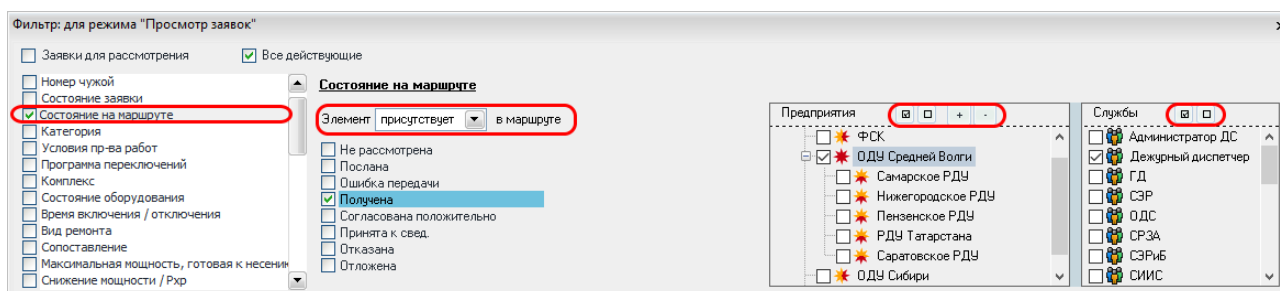 Фильтр: для режима "Просмотр заявок"
Заявки для рассмотрения
Все действующие
Номер чужой
Состояние заявки
Состояние на маршруте
Категория
Условия пр-ва работ
Программа переключений
Комплекс
Состояние оборудования
Время включения / отключения
Вид ремонта
Сопоставление
Максимальная мощность, готовая к несению
Снижение мощности / Рхр
Состояние на маршруте
Элемент присутствует в маршруте
Не рассмотрена
Послана
Ошибка передачи
Получена
Согласована положительно
Принята к свед.
Отказана
Отложена
Предприятия + -
ФСК
ОДУ Средней Волги
Самарское РДУ
Нижегородское РДУ
Пензенское РДУ
РДУ Татарстана
Саратовское РДУ
ОДУ Сибири
Службы
Администратор ДС
Дежурный диспетчер
ГД
СЭР
ОДС
СРЗА
СЭРиБ
СИИС